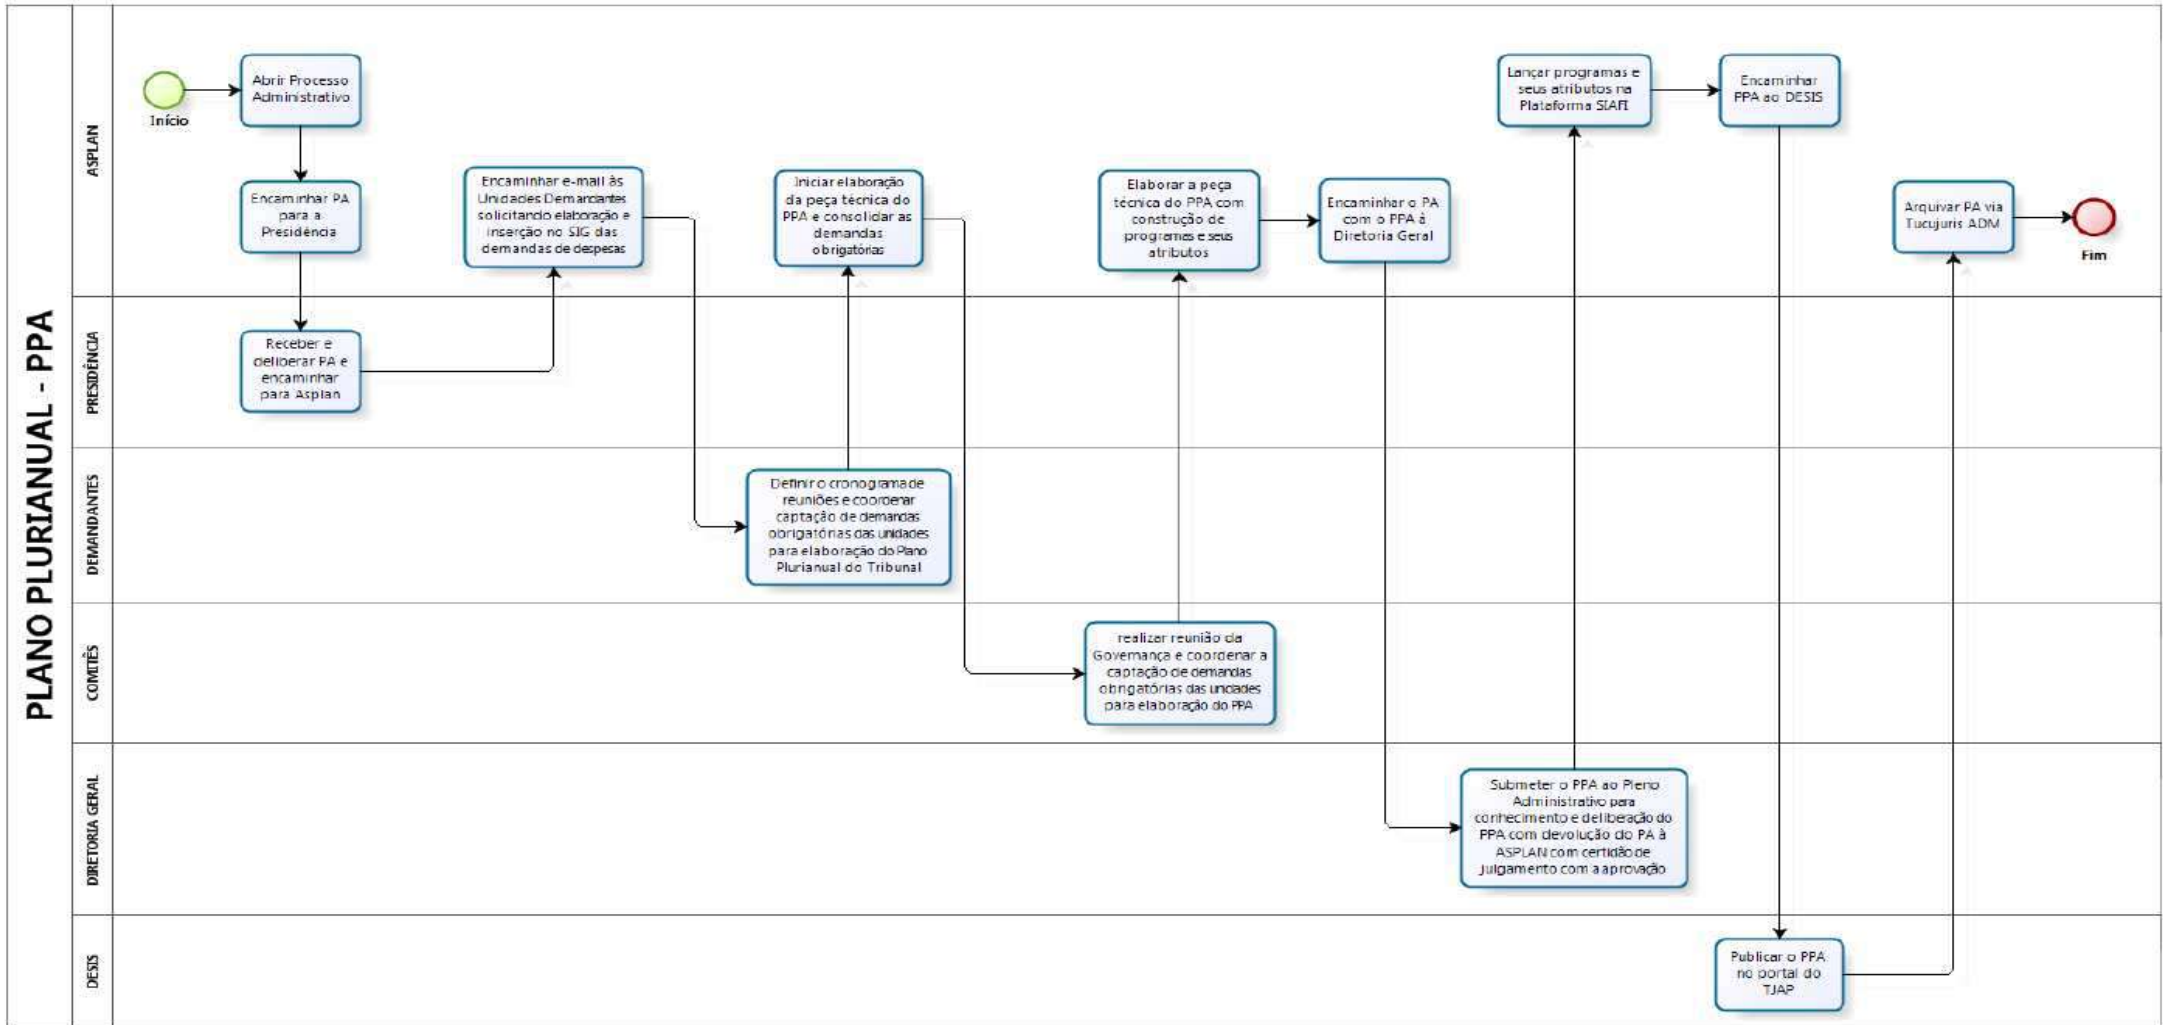 PLANO PLURIANUAL - PPA
ASPLAN
Início
Abrir Processo
Administrativo
Encaminhar PA
para a
Presidência
Encaminhar e-mail às
Unidades Demandantes
solicitando elaboração e
inserção no SIG das
demandas de despesas
Iniciar elaboração
da peça técnica do
PPA e consolidar as
demandas
obrigatórias
Elaborar a peça
técnica do PPA com
construção de
programas e seus
atributos
Encaminhar o PA
com o PPA à
Diretoria Geral
Lançar programas e
seus atributos na
Plataforma SIAFI
Encaminhar
PPA ao DESIS
Arquivar PA via
Tucujuris ADM
Fim
PRESIDÊNCIA
Receber e
deliberar PA e
encaminhar
para Asplan
DEMANDANTES
Definir o cronograma de
reuniões e coordenar
captação de demandas
obrigatórias das unidades
para elaboração do Plano
Plurianual do Tribunal
COMITÊS
realizar reunião da
Governança e coordenar a
captação de demandas
obrigatórias das unidades
para elaboração do PPA
DIRETORIA GERAL
Submeter o PPA ao Pleno
Administrativo para
conhecimento e deliberação do
PPA com devolução do PA à
ASPLAN com certidão de
julgamento com a aprovação
DESIS
Publicar o PPA
no portal do
TJAP